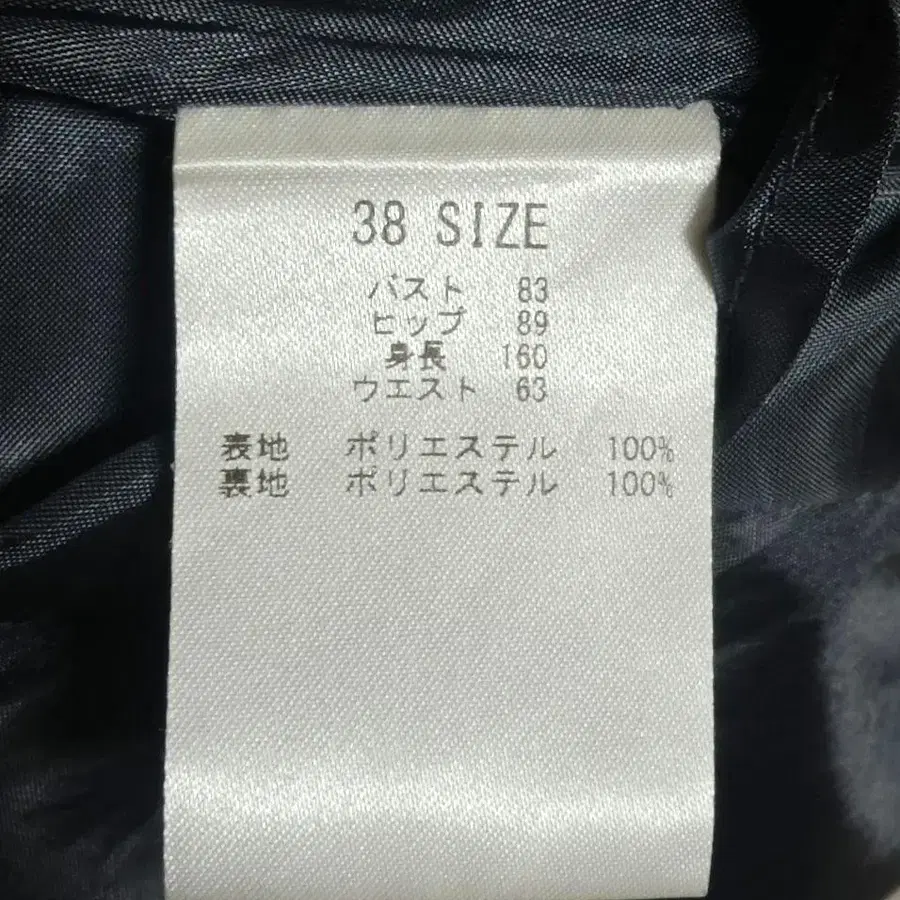 38 SIZE
バスト 83
ヒップ 89
身長 160
ウエスト 63
表地 ポリエステル 100%
裏地 ポリエステル 100%